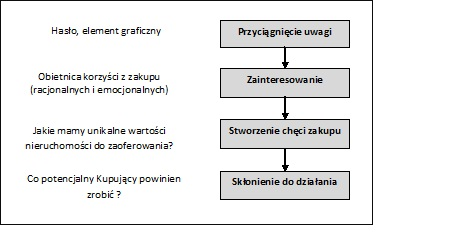 Hasło, element graficzny
Przyciągnięcie uwagi
Obietnica korzyści z zakupu
(racjonalnych i emocjonalnych)
Zainteresowanie
Jakie mamy unikalne wartości
nieruchomości do zaoferowania?
Stworzenie chęci zakupu
Co potencjalny Kupujący powinien
zrobić ?
Skłonienie do działania